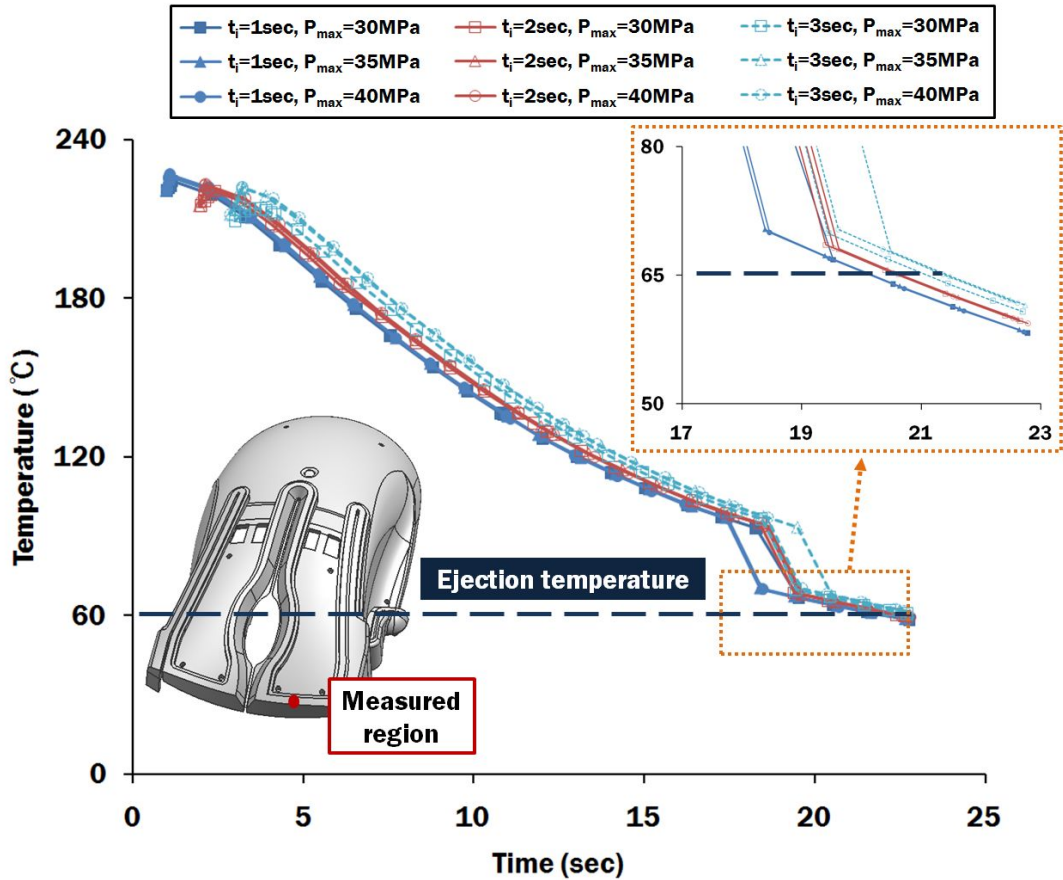 tᵢ=1sec, Pₘₐₓ=30MPa
tᵢ=2sec, Pₘₐₓ=30MPa
tᵢ=3sec, Pₘₐₓ=30MPa
tᵢ=1sec, Pₘₐₓ=35MPa
tᵢ=2sec, Pₘₐₓ=35MPa
tᵢ=3sec, Pₘₐₓ=35MPa
tᵢ=1sec, Pₘₐₓ=40MPa
tᵢ=2sec, Pₘₐₓ=40MPa
tᵢ=3sec, Pₘₐₓ=40MPa
Temperature (℃)
240
180
120
60
0
80
65
50
17
19
21
23
Ejection temperature
Measured
region
0
5
10
15
20
25
Time (sec)